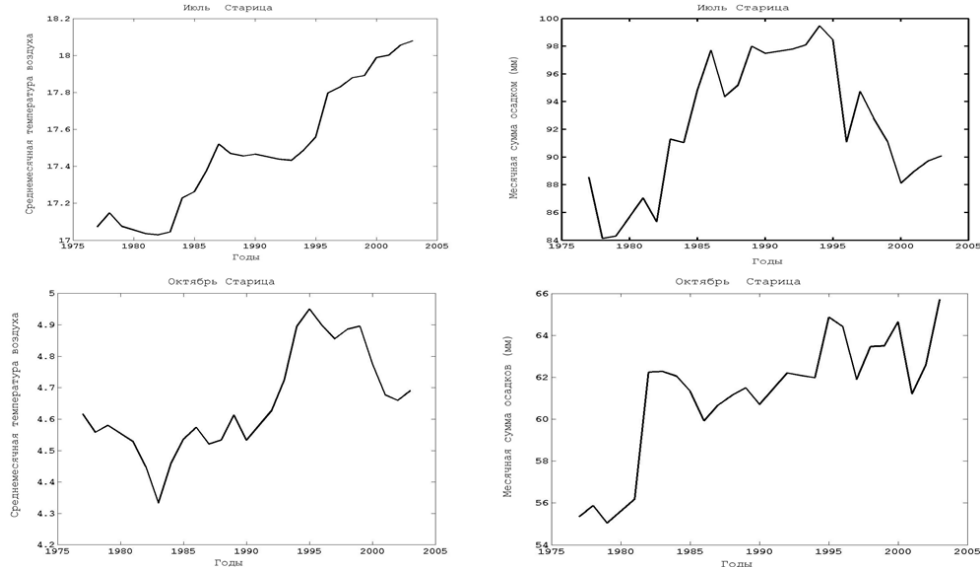 Июль Старица
Среднемесячная температура воздуха
18.2
18
17.8
17.6
17.4
17.2
17
1975 1980 1985 1990 1995 2000 2005
Годы
Июль Старица
Месячная сумма осадком (мм)
100
98
96
94
92
90
88
86
84
1975 1980 1985 1990 1995 2000 2005
Годы
Октябрь Старица
Среднемесячная температура воздуха
5
4.9
4.8
4.7
4.6
4.5
4.4
4.3
4.2
1975 1980 1985 1990 1995 2000 2005
Годы
Октябрь Старица
Месячная сумма осадков (мм)
66
64
62
60
58
56
54
1975 1980 1985 1990 1995 2000 2005
Годы